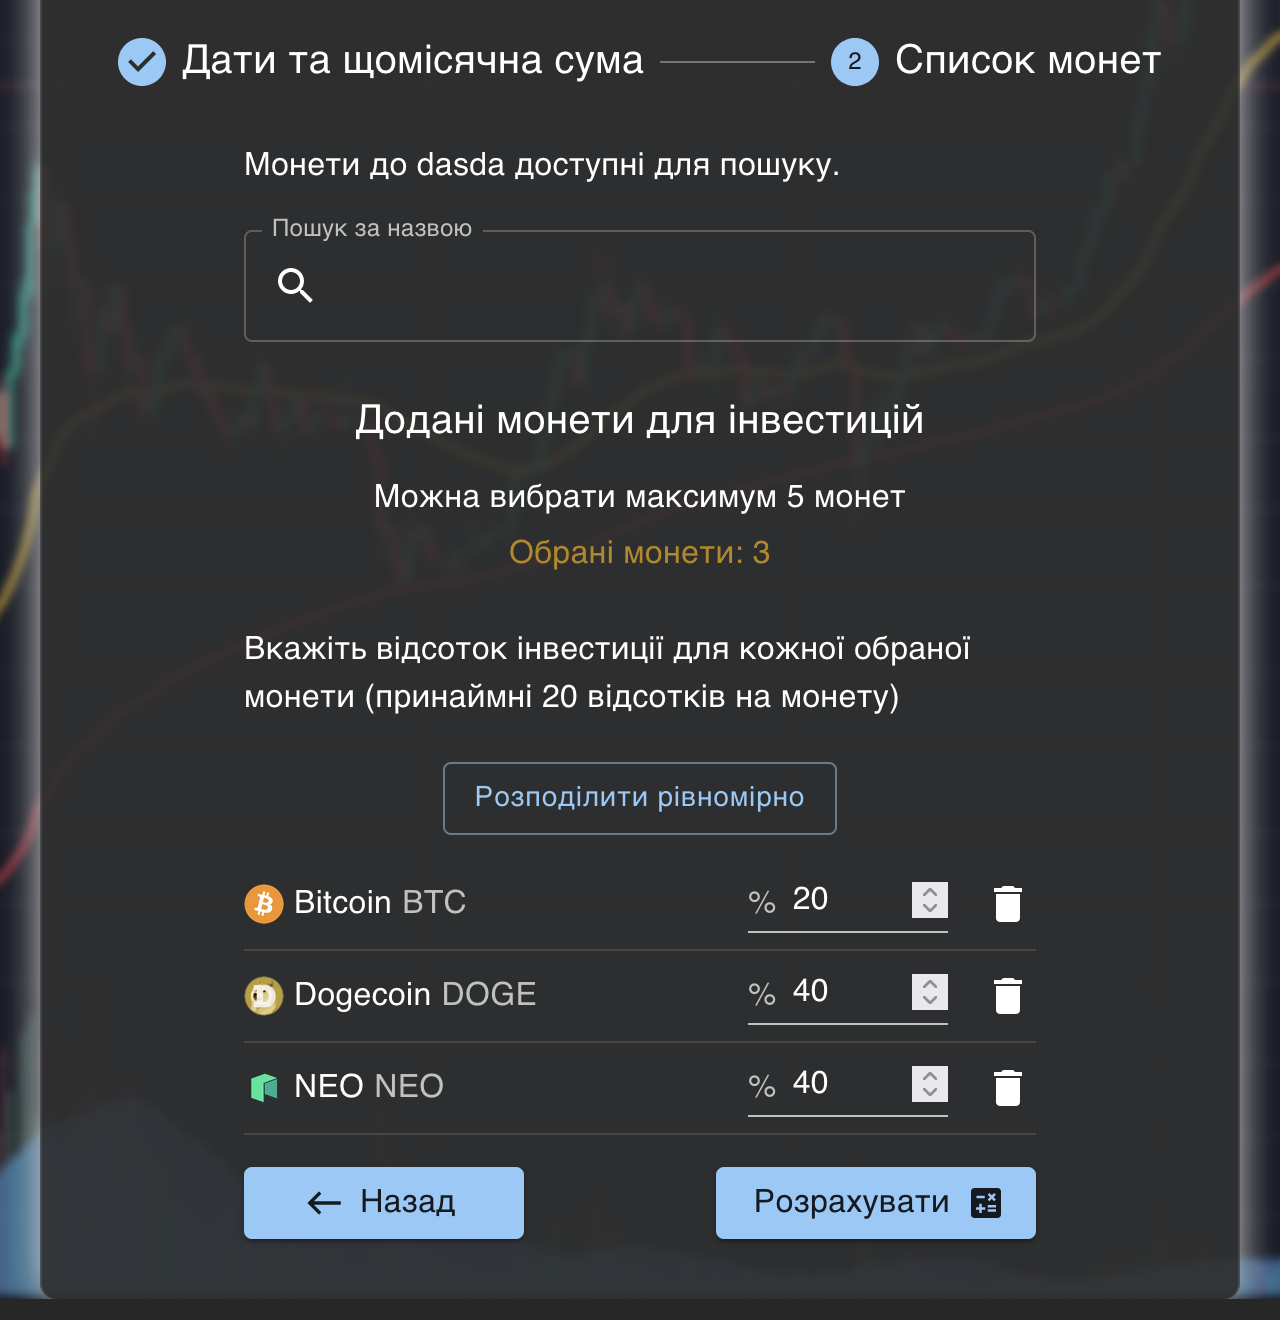 Дати та щомісячна сума
2 Список монет
Монети до dasda доступні для пошуку.
Пошук за назвою
Додані монети для інвестицій
Можна вибрати максимум 5 монет
Обрані монети: 3
Вкажіть відсоток інвестиції для кожної обраної
монети (принаймні 20 відсотків на монету)
Розподілити рівномірно
Bitcoin BTC % 20
Dogecoin DOGE % 40
NEO NEO % 40
Назад
Розрахувати